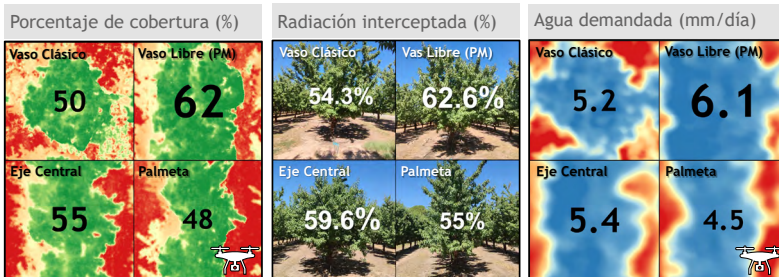 Porcentaje de cobertura (%)
Vaso Clásico
Vaso Libre (PM)
50
62
Eje Central
Palmeta
55
48
Radiación interceptada (%)
Vaso Clásico
Vas Libre (PM)
54.3%
62.6%
Eje Central
Palmeta
59.6%
55%
Agua demandada (mm/día)
Vaso Clásico
Vaso Libre (PM)
5.2
6.1
Eje Central
Palmeta
5.4
4.5